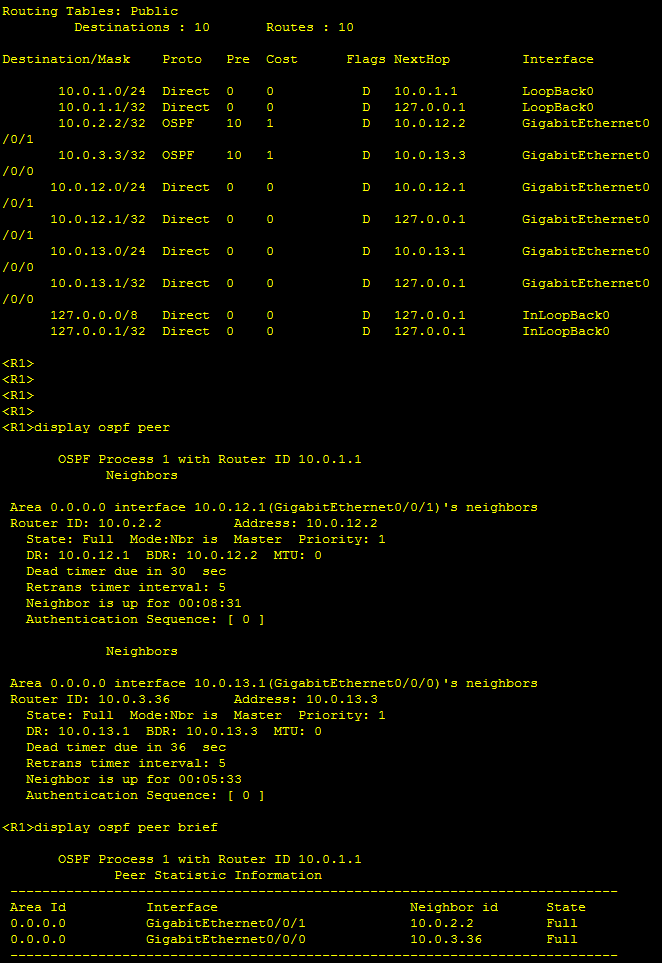 Routing Tables: Public
         Destinations : 10       Routes : 10

Destination/Mask    Proto   Pre  Cost      Flags NextHop         Interface

       10.0.1.0/24  Direct  0    0           D   10.0.1.1        LoopBack0
       10.0.1.1/32  Direct  0    0           D   127.0.0.1       LoopBack0
       10.0.2.2/32  OSPF    10   1           D   10.0.12.2       GigabitEthernet0
/0/1
       10.0.3.3/32  OSPF    10   1           D   10.0.13.3       GigabitEthernet0
/0/0
      10.0.12.0/24  Direct  0    0           D   10.0.12.1       GigabitEthernet0
/0/1
      10.0.12.1/32  Direct  0    0           D   127.0.0.1       GigabitEthernet0
/0/1
      10.0.13.0/24  Direct  0    0           D   10.0.13.1       GigabitEthernet0
/0/0
      10.0.13.1/32  Direct  0    0           D   127.0.0.1       GigabitEthernet0
/0/0
      127.0.0.0/8   Direct  0    0           D   127.0.0.1       InLoopBack0
      127.0.0.1/32  Direct  0    0           D   127.0.0.1       InLoopBack0

<R1>
<R1>
<R1>
<R1>
<R1>display ospf peer

       OSPF Process 1 with Router ID 10.0.1.1
             Neighbors

 Area 0.0.0.0 interface 10.0.12.1(GigabitEthernet0/0/1)'s neighbors
 Router ID: 10.0.2.2         Address: 10.0.12.2
   State: Full  Mode:Nbr is  Master  Priority: 1
   DR: 10.0.12.1  BDR: 10.0.12.2  MTU: 0
   Dead timer due in 30  sec
   Retrans timer interval: 5
   Neighbor is up for 00:08:31
   Authentication Sequence: [ 0 ]

             Neighbors

 Area 0.0.0.0 interface 10.0.13.1(GigabitEthernet0/0/0)'s neighbors
 Router ID: 10.0.3.36        Address: 10.0.13.3
   State: Full  Mode:Nbr is  Master  Priority: 1
   DR: 10.0.13.1  BDR: 10.0.13.3  MTU: 0
   Dead timer due in 36  sec
   Retrans timer interval: 5
   Neighbor is up for 00:05:33
   Authentication Sequence: [ 0 ]

<R1>display ospf peer brief

       OSPF Process 1 with Router ID 10.0.1.1
              Peer Statistic Information
 ----------------------------------------------------------------------------
 Area Id          Interface                        Neighbor id      State
 0.0.0.0          GigabitEthernet0/0/1             10.0.2.2         Full
 0.0.0.0          GigabitEthernet0/0/0             10.0.3.36        Full
 ----------------------------------------------------------------------------